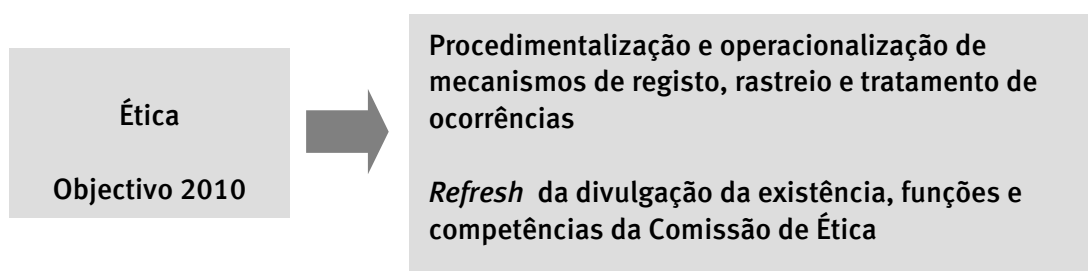 Ética
Objectivo 2010
Procedimentalização e operacionalização de
mecanismos de registo, rastreio e tratamento de
ocorrências
Refresh da divulgação da existência, funções e
competências da Comissão de Ética